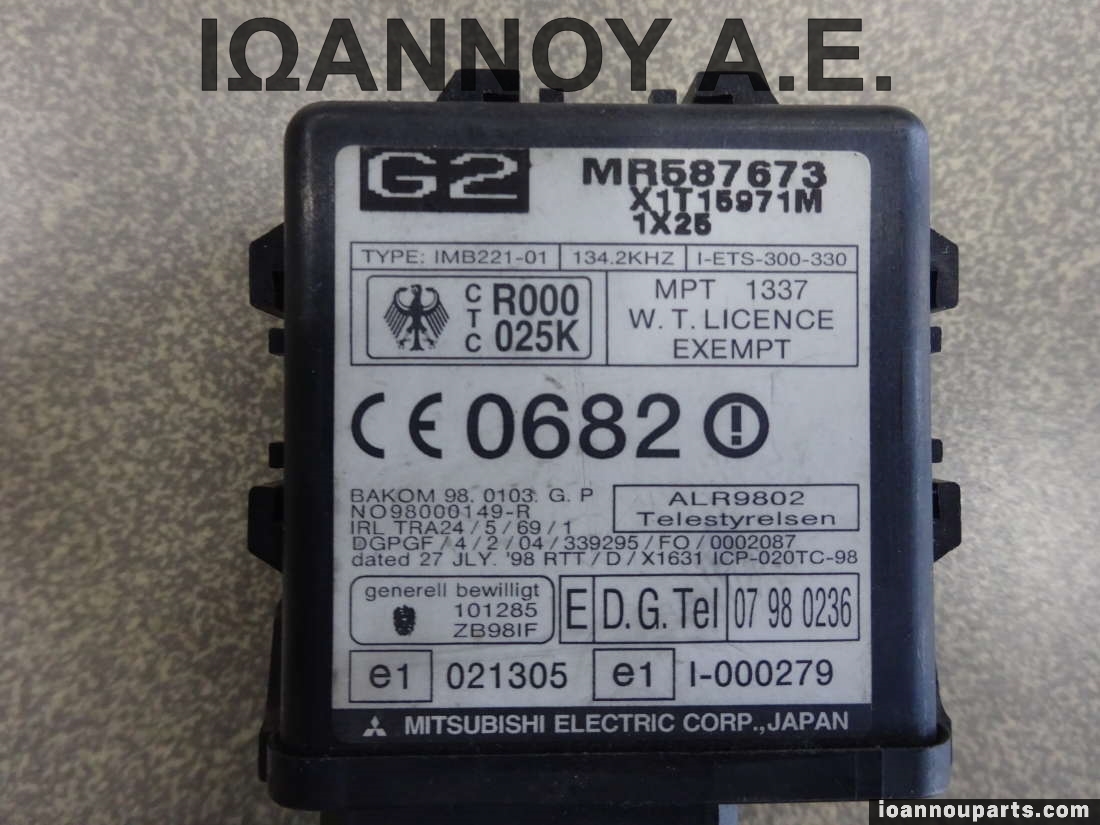 ΙΩΑΝΝΟΥ Α.Ε.
G2
MR587673
X1T15971M
1X25
TYPE: IMB221-01 134.2KHZ I-ETS-300-330
CTC R000 025K
MPT 1337
W. T. LICENCE
EXEMPT
CE 0682
BAKOM 98. 0103. G. P
NO98000149-R
IRL TRA24 / 5 / 69 / 1
ALR9802
Telestyrelsen
DGPGF / 4 / 2 / 04 / 339295 / FO / 0002087
dated 27 JLY. '98 RTT / D / X1631 ICP-020TC-98
generell bewilligt
101285
ZB98IF
E D.G.Tel 07 98 0236
e1 021305 e1 I-000279
MITSUBISHI ELECTRIC CORP.,JAPAN
ioannouparts.com